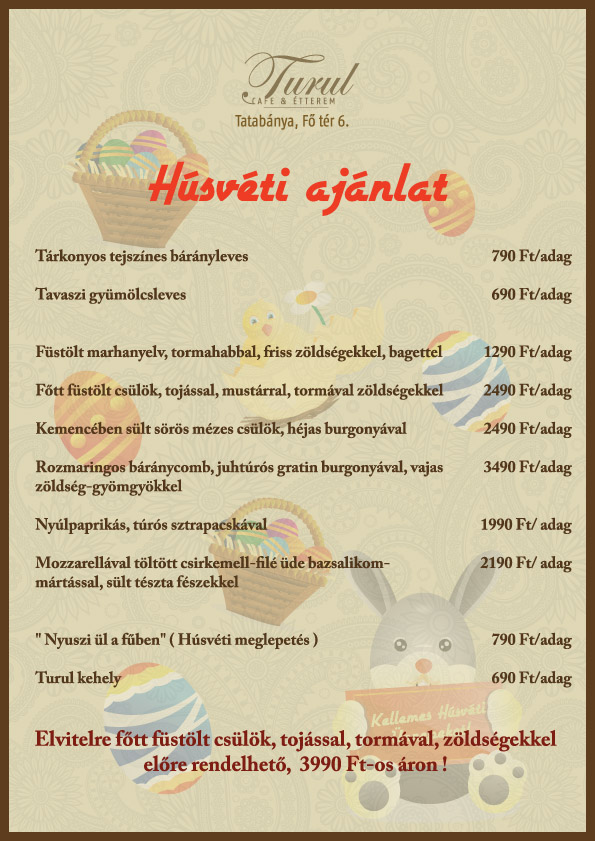 Turul
CAFE & ÉTTEREM
Tatabánya, Fő tér 6.
Húsvéti ajánlat
Tárkonyos tejszínes bárányleves 790 Ft/adag
Tavaszi gyümölcsleves 690 Ft/adag
Füstölt marhanyelv, tormahabbal, friss zöldségekkel, bagettel 1290 Ft/adag
Főtt füstölt csülök, tojással, mustárral, tormával zöldségekkel 2490 Ft/adag
Kemencében sült sörös mézes csülök, héjas burgonyával 2490 Ft/adag
Rozmaringos báránycomb, juhtúrós gratin burgonyával, vajas 3490 Ft/adag
zöldség-gyömgyökkel
Nyúlpaprikás, túrós sztrapacskával 1990 Ft/ adag
Mozzarellával töltött csirkemell-filé üde bazsalikom- 2190 Ft/ adag
mártással, sült tészta fészekkel
" Nyuszi ül a fűben" ( Húsvéti meglepetés ) 790 Ft/adag
Turul kehely 690 Ft/adag
Kellemes Húsvéti
Elvitelre főtt füstölt csülök, tojással, tormával, zöldségekkel
előre rendelhető, 3990 Ft-os áron !